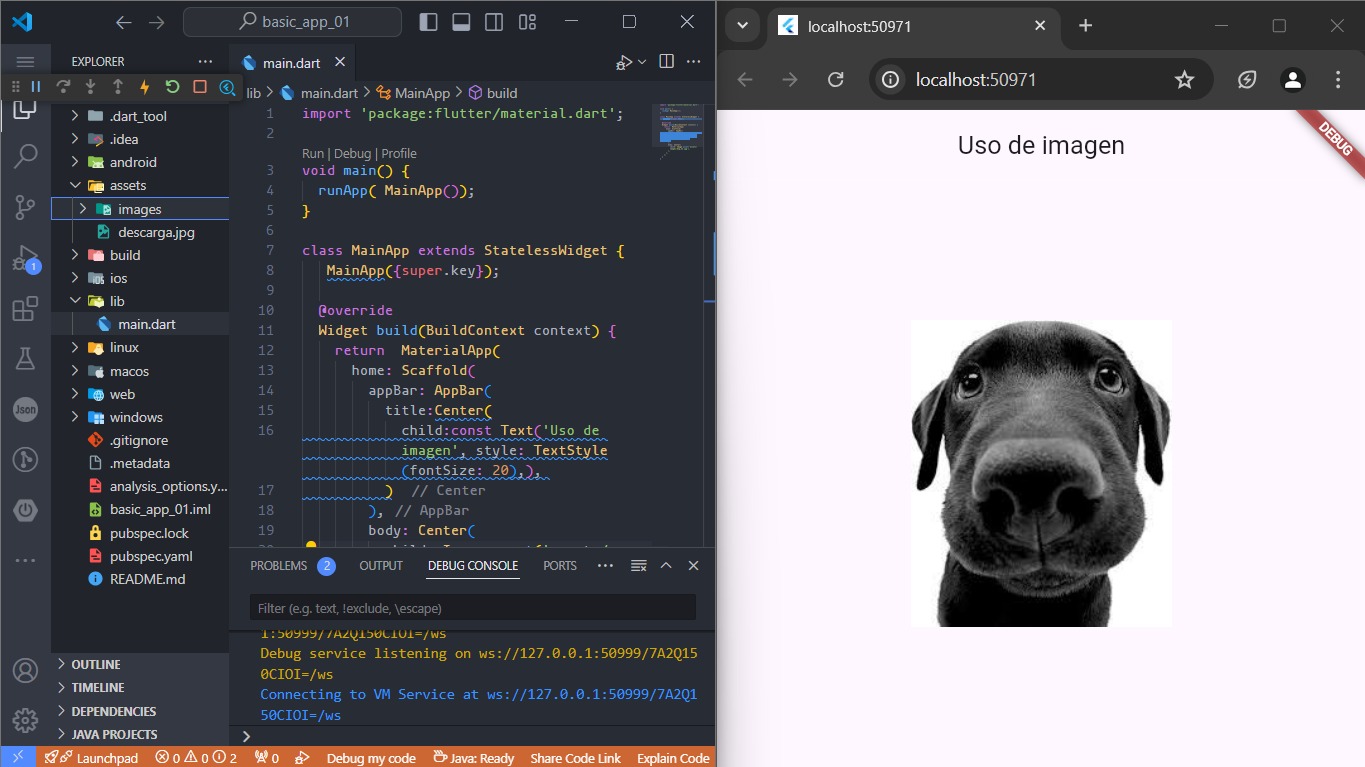 basic_app_01
EXPLORER
main.dart
lib > main.dart > MainApp > build
.dart_tool
.idea
android
assets
images
descarga.jpg
build
ios
lib
main.dart
linux
macos
web
windows
.gitignore
.metadata
analysis_options.y...
basic_app_01.iml
pubspec.lock
pubspec.yaml
README.md
OUTLINE
TIMELINE
DEPENDENCIES
JAVA PROJECTS
1 import 'package:flutter/material.dart';
2
Run | Debug | Profile
3 void main() {
4 runApp( MainApp());
5 }
6
7 class MainApp extends StatelessWidget {
8 MainApp({super.key});
9
10 @override
11 Widget build(BuildContext context) {
12 return MaterialApp(
13 home: Scaffold(
14 appBar: AppBar(
15 title:Center(
16 child:const Text('Uso de
imagen', style: TextStyle
(fontSize: 20),),
17 ) // Center
18 ), // AppBar
19 body: Center(
PROBLEMS 2 OUTPUT DEBUG CONSOLE PORTS
Filter (e.g. text, !exclude, \escape)
1:50999/7A2Q150CIOI=/ws
Debug service listening on ws://127.0.0.1:50999/7A2Q15
0CIOI=/ws
Connecting to VM Service at ws://127.0.0.1:50999/7A2Q1
50CIOI=/ws
1
Json
Launchpad 0 0 2 0 Debug my code Java: Ready Share Code Link Explain Code
localhost:50971
localhost:50971
Uso de imagen
DEBUG